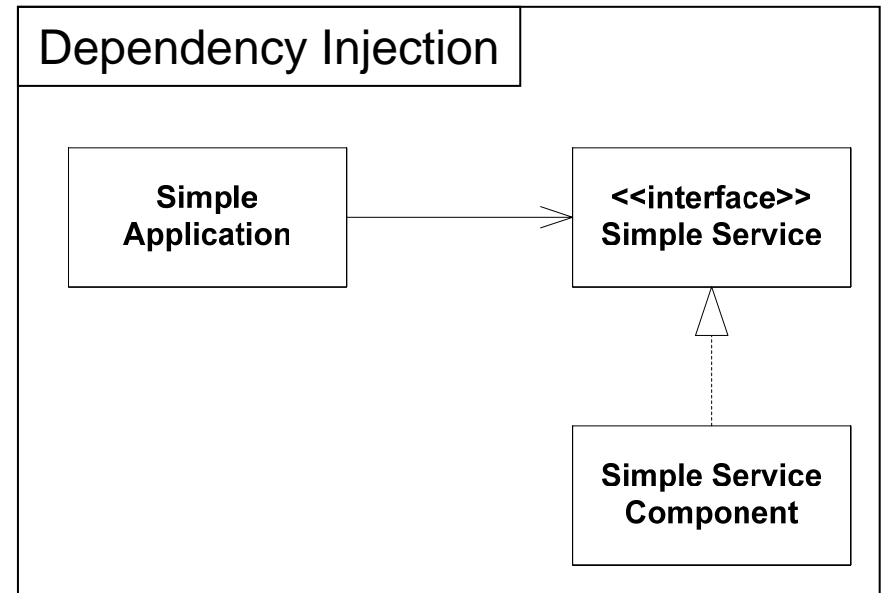 Dependency Injection
Simple
Application
<<interface>>
Simple Service
Simple Service
Component